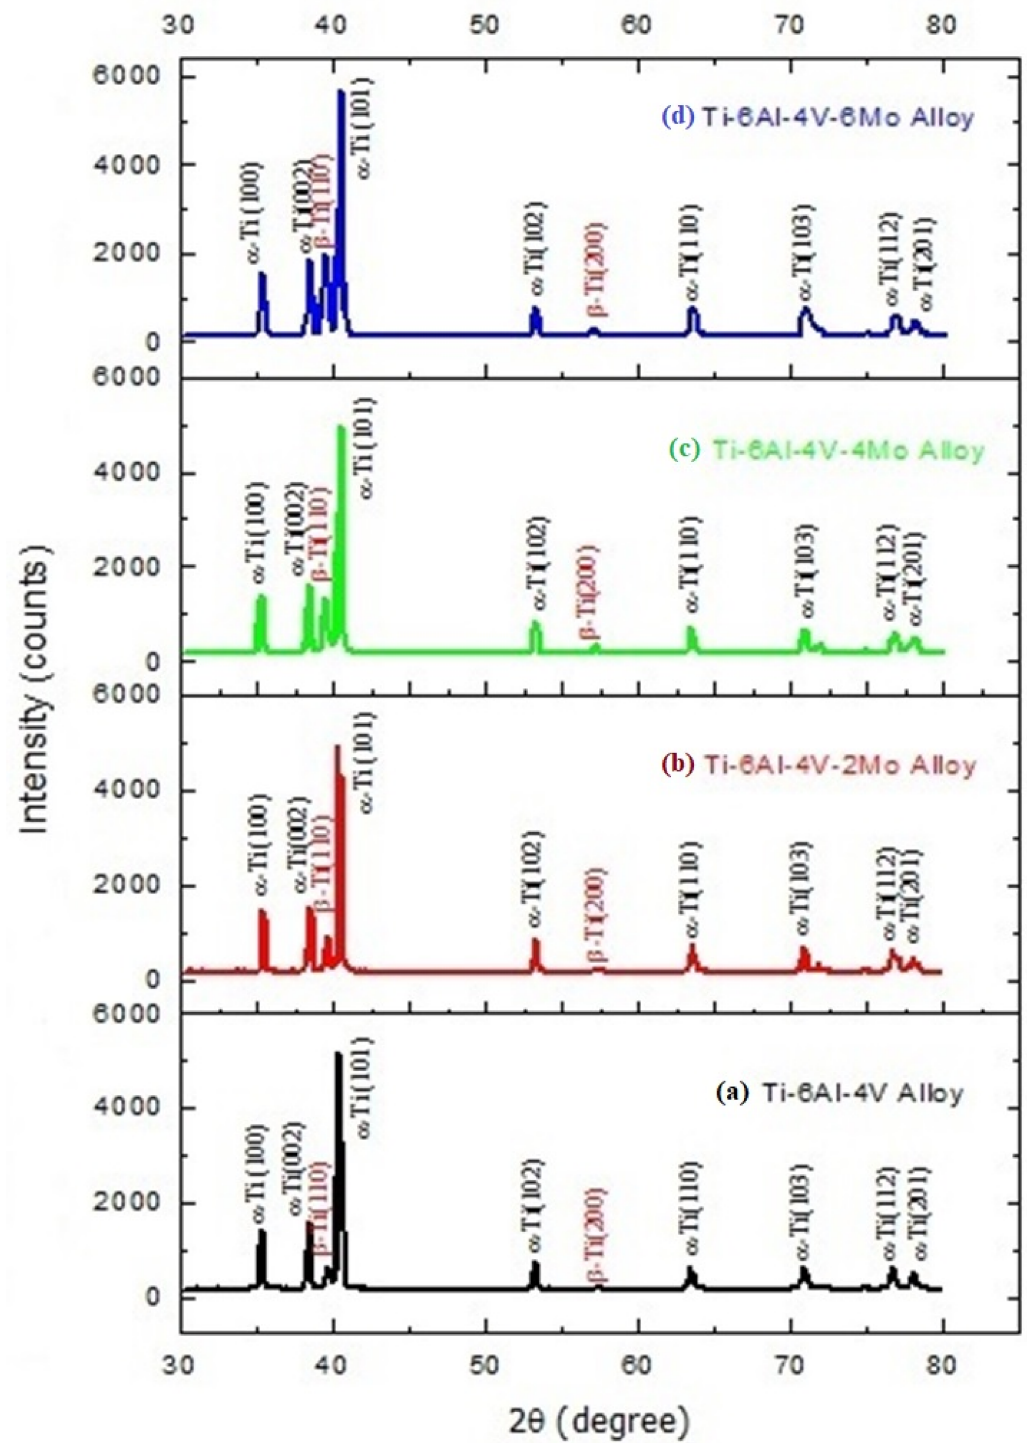 30 40 50 60 70 80
6000
4000
2000
0
(d) Ti-6Al-4V-6Mo Alloy
α-Ti (100)
α-Ti(002)
β-Ti(110)
α-Ti (101)
α-Ti(102)
β-Ti(200)
α-Ti(110)
α-Ti(103)
α-Ti(112)
α-Ti(201)
6000
4000
2000
0
(c) Ti-6Al-4V-4Mo Alloy
α-Ti (100)
α-Ti(002)
β-Ti(110)
α-Ti (101)
α-Ti(102)
β-Ti(200)
α-Ti(110)
α-Ti(103)
α-Ti(112)
α-Ti(201)
6000
4000
2000
0
(b) Ti-6Al-4V-2Mo Alloy
α-Ti(100)
α-Ti(002)
β-Ti(110)
α-Ti(101)
α-Ti(102)
β-Ti(200)
α-Ti(110)
α-Ti(103)
α-Ti(112)
α-Ti(201)
6000
4000
2000
0
(a) Ti-6Al-4V Alloy
α-Ti (100)
α-Ti(002)
β-Ti(110)
α-Ti(101)
α-Ti(102)
β-Ti(200)
α-Ti(110)
α-Ti(103)
α-Ti(112)
α-Ti(201)
Intensity (counts)
30 40 50 60 70 80
2θ (degree)